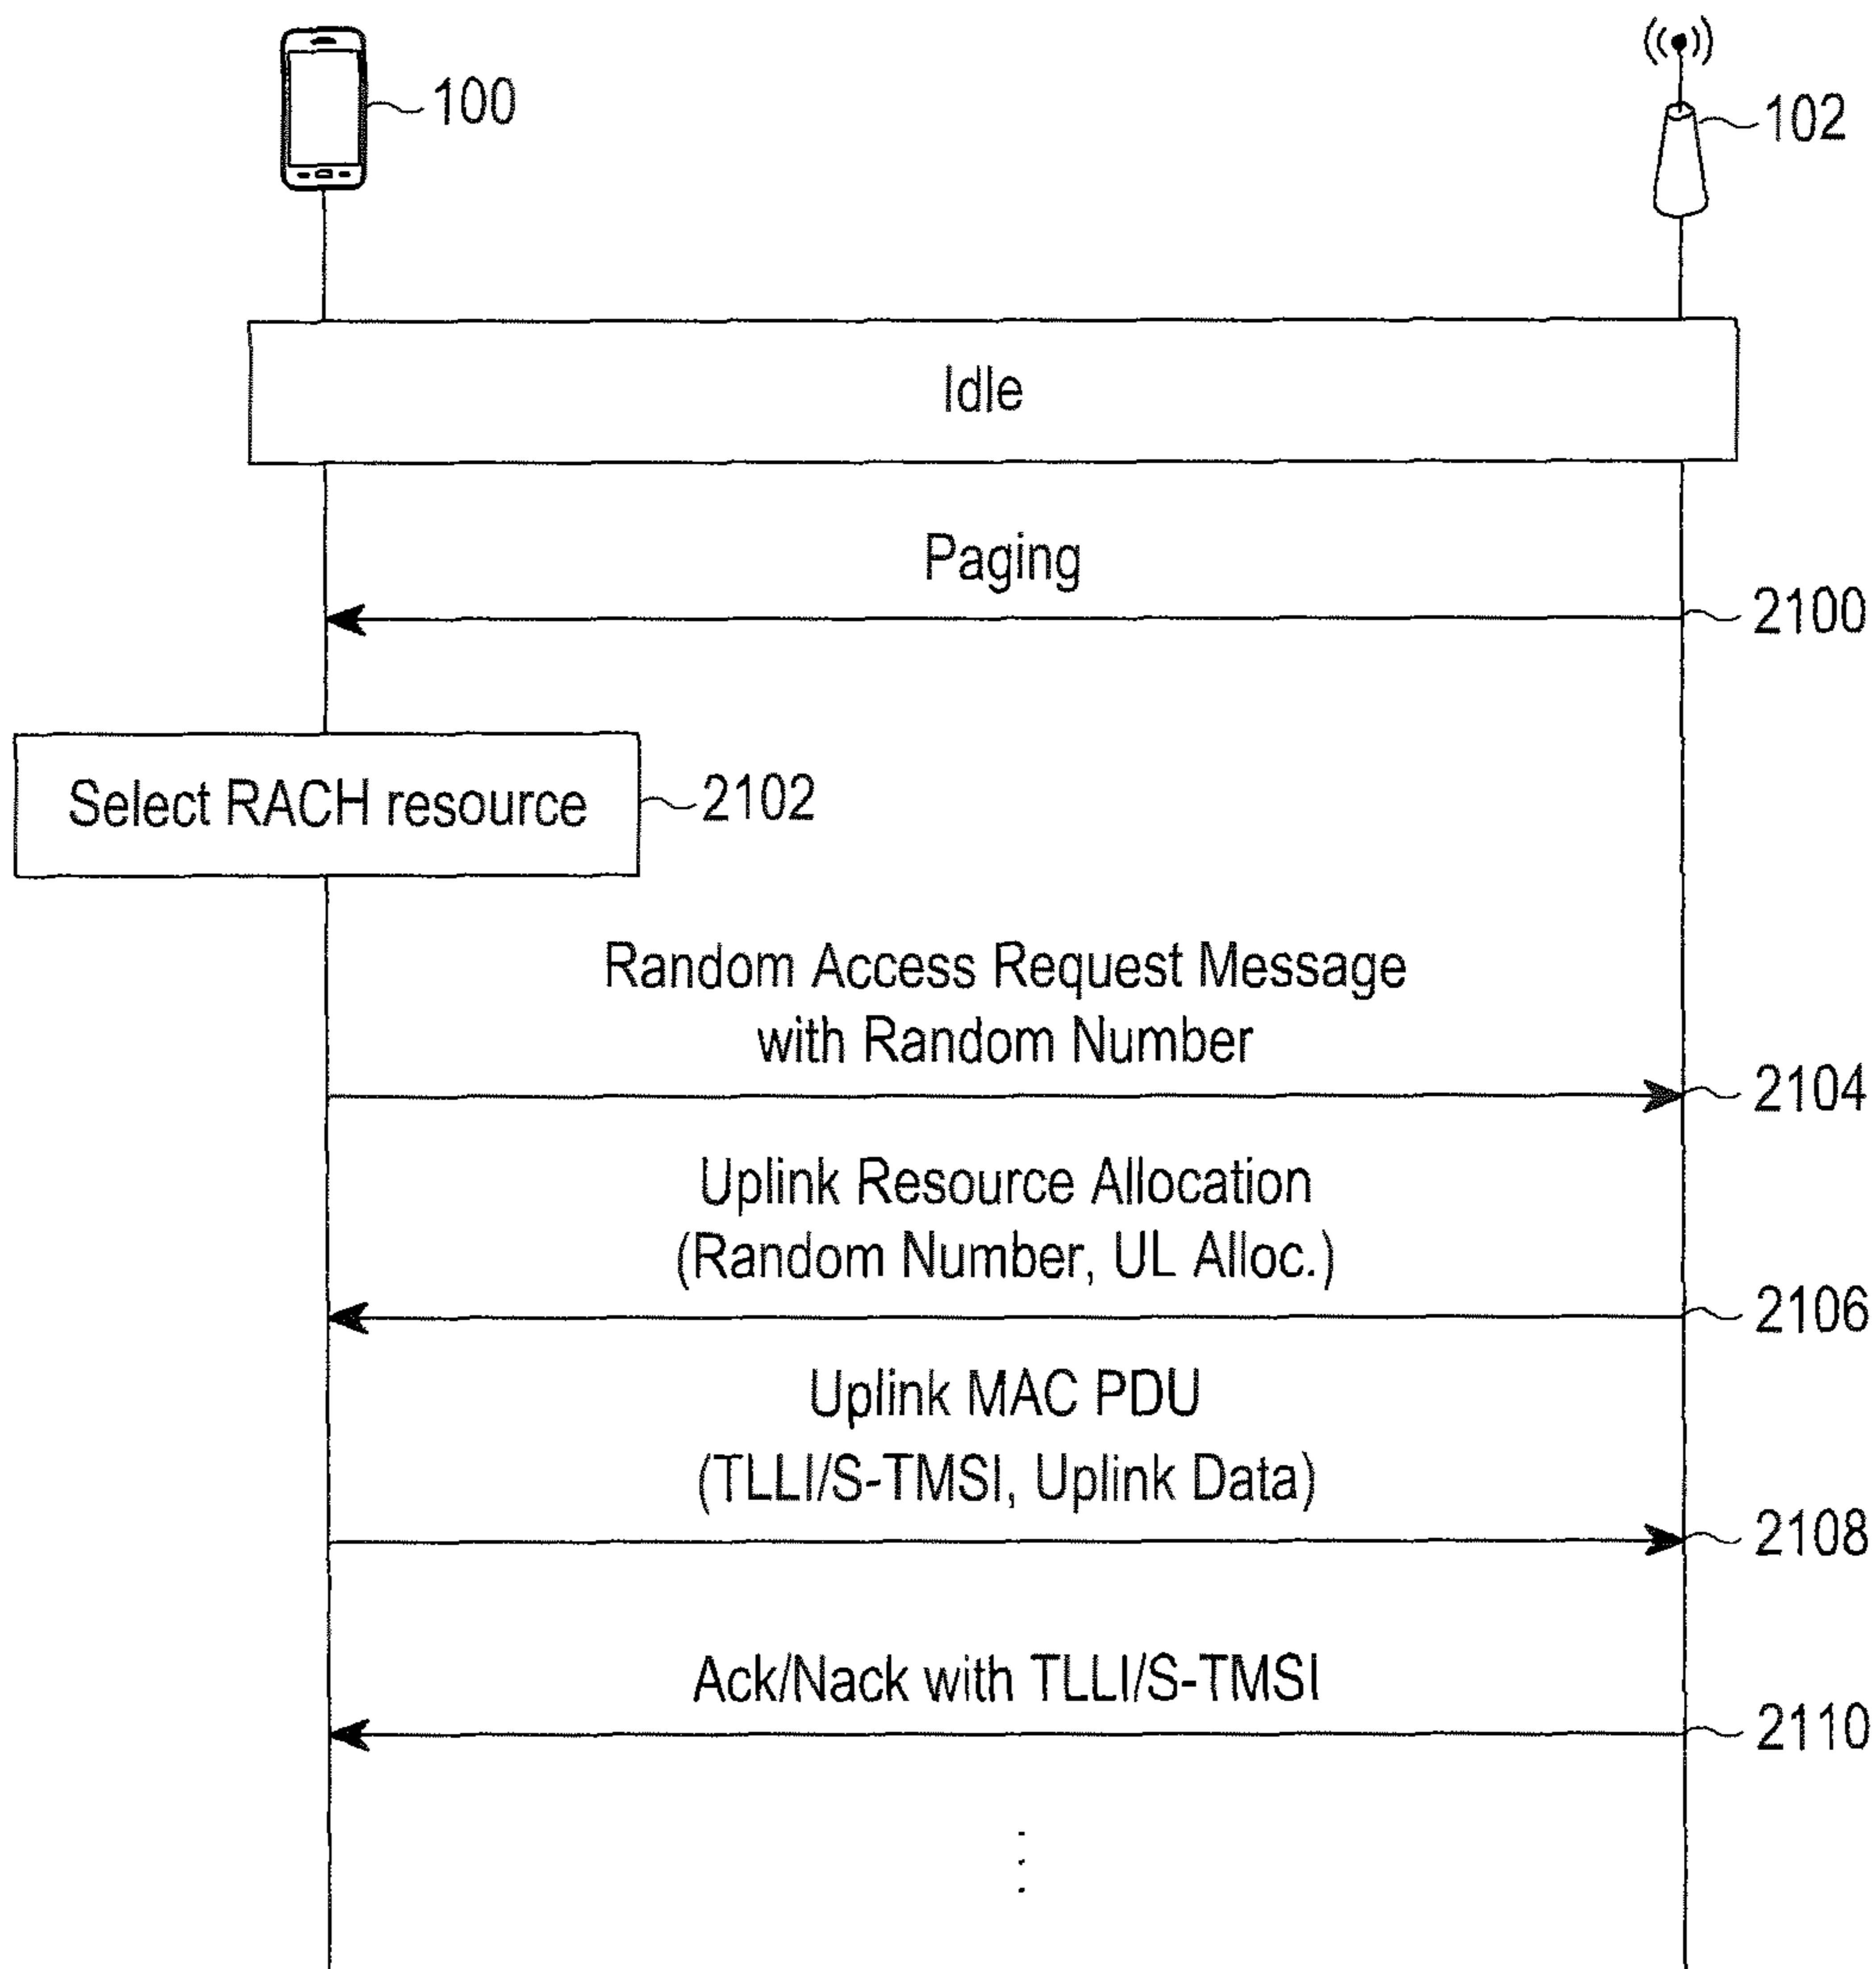 100
102
Idle
Paging
2100
Select RACH resource
2102
Random Access Request Message
with Random Number
2104
Uplink Resource Allocation
(Random Number, UL Alloc.)
2106
Uplink MAC PDU
(TLLI/S-TMSI, Uplink Data)
2108
Ack/Nack with TLLI/S-TMSI
2110